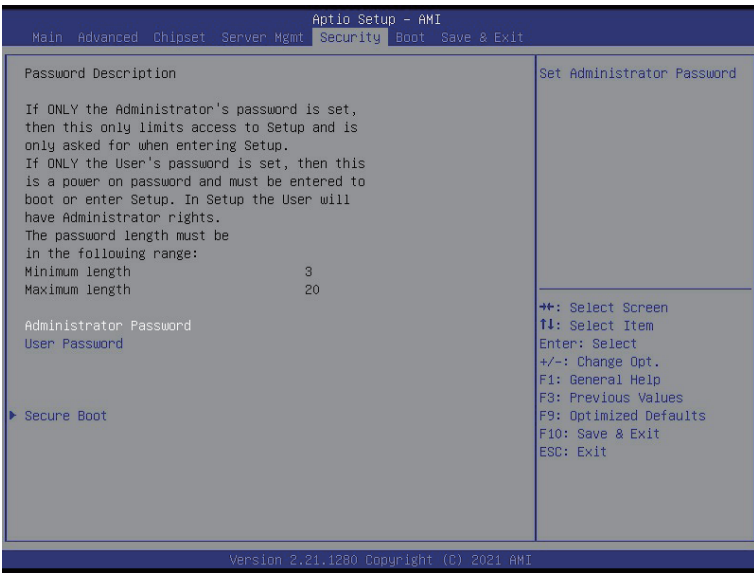 Aptio Setup - AMI
Main Advanced Chipset Server Mgmt Security Boot Save & Exit
Password Description
If ONLY the Administrator's password is set,
then this only limits access to Setup and is
only asked for when entering Setup.
If ONLY the User's password is set, then this
is a power on password and must be entered to
boot or enter Setup. In Setup the User will
have Administrator rights.
The password length must be
in the following range:
Minimum length 3
Maximum length 20
Administrator Password
User Password
▶ Secure Boot
Set Administrator Password
→←: Select Screen
↑↓: Select Item
Enter: Select
+/-: Change Opt.
F1: General Help
F3: Previous Values
F9: Optimized Defaults
F10: Save & Exit
ESC: Exit
Version 2.21.1280 Copyright (C) 2021 AMI